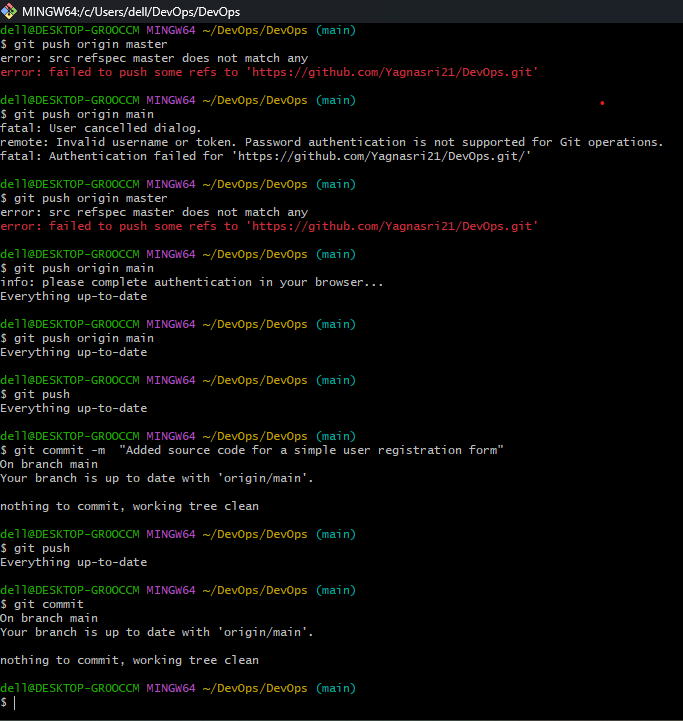 MINGW64:/c/Users/dell/DevOps/DevOps
dell@DESKTOP-GROOCCM MINGW64 ~/DevOps/DevOps (main)
$ git push origin master
error: src refspec master does not match any
error: failed to push some refs to 'https://github.com/Yagnasri21/DevOps.git'
dell@DESKTOP-GROOCCM MINGW64 ~/DevOps/DevOps (main)
$ git push origin main
fatal: User cancelled dialog.
remote: Invalid username or token. Password authentication is not supported for Git operations.
fatal: Authentication failed for 'https://github.com/Yagnasri21/DevOps.git/'
dell@DESKTOP-GROOCCM MINGW64 ~/DevOps/DevOps (main)
$ git push origin master
error: src refspec master does not match any
error: failed to push some refs to 'https://github.com/Yagnasri21/DevOps.git'
dell@DESKTOP-GROOCCM MINGW64 ~/DevOps/DevOps (main)
$ git push origin main
info: please complete authentication in your browser...
Everything up-to-date
dell@DESKTOP-GROOCCM MINGW64 ~/DevOps/DevOps (main)
$ git push origin main
Everything up-to-date
dell@DESKTOP-GROOCCM MINGW64 ~/DevOps/DevOps (main)
$ git push
Everything up-to-date
dell@DESKTOP-GROOCCM MINGW64 ~/DevOps/DevOps (main)
$ git commit -m  "Added source code for a simple user registration form"
On branch main
Your branch is up to date with 'origin/main'.
nothing to commit, working tree clean
dell@DESKTOP-GROOCCM MINGW64 ~/DevOps/DevOps (main)
$ git push
Everything up-to-date
dell@DESKTOP-GROOCCM MINGW64 ~/DevOps/DevOps (main)
$ git commit
On branch main
Your branch is up to date with 'origin/main'.
nothing to commit, working tree clean
dell@DESKTOP-GROOCCM MINGW64 ~/DevOps/DevOps (main)
$